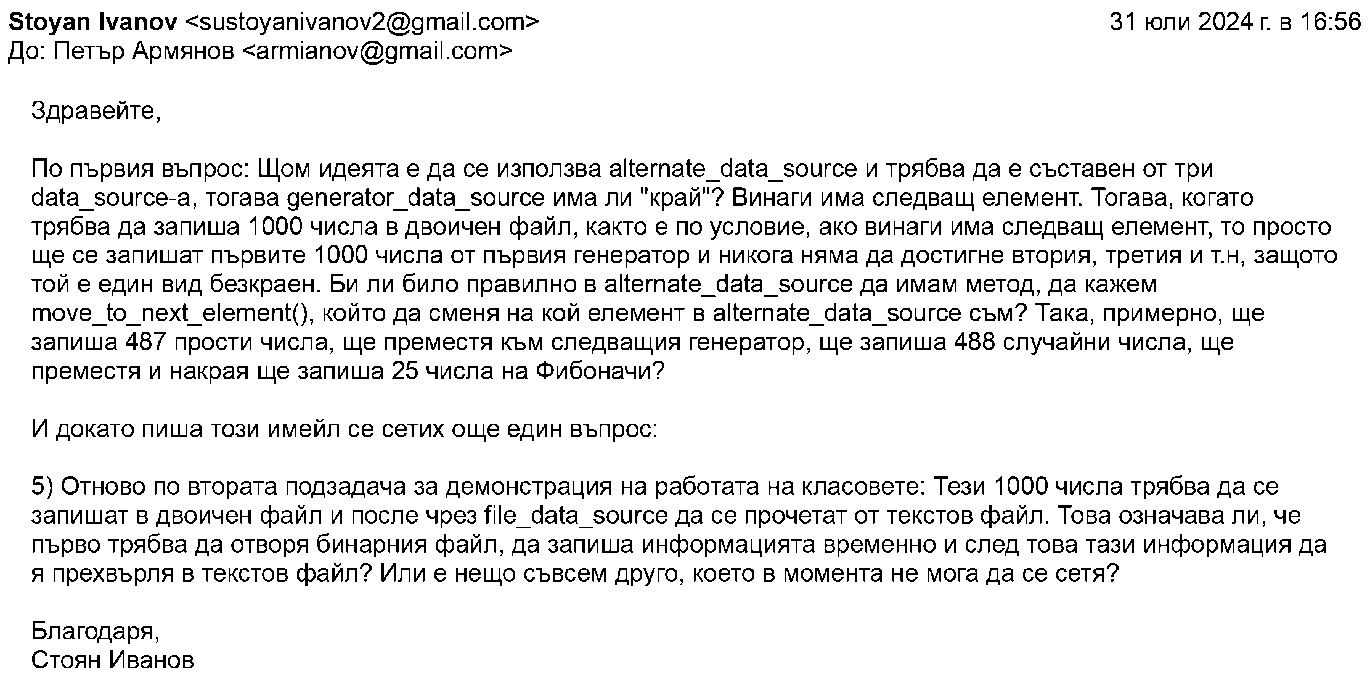 Stoyan Ivanov <sustoyanivanov2@gmail.com> 31 юли 2024 г. в 16:56
До: Петър Армянов <armianov@gmail.com>
Здравейте,
По първия въпрос: Щом идеята е да се използва alternate_data_source и трябва да е съставен от три
data_source-а, тогава generator_data_source има ли "край"? Винаги има следващ елемент. Тогава, когато
трябва да запиша 1000 числа в двоичен файл, както е по условие, ако винаги има следващ елемент, то просто
ще се запишат първите 1000 числа от първия генератор и никога няма да достигне втория, третия и т.н, защото
той е един вид безкраен. Би ли било правилно в alternate_data_source да имам метод, да кажем
move_to_next_element(), който да сменя на кой елемент в alternate_data_source съм? Така, примерно, ще
запиша 487 прости числа, ще преместя към следващия генератор, ще запиша 488 случайни числа, ще
преместя и накрая ще запиша 25 числа на Фибоначи?
И докато пиша този имейл се сетих още един въпрос:
5) Отново по втората подзадача за демонстрация на работата на класовете: Тези 1000 числа трябва да се
запишат в двоичен файл и после чрез file_data_source да се прочетат от текстов файл. Това означава ли, че
първо трябва да отворя бинарния файл, да запиша информацията временно и след това тази информация да
я прехвърля в текстов файл? Или е нещо съвсем друго, което в момента не мога да се сетя?
Благодаря,
Стоян Иванов